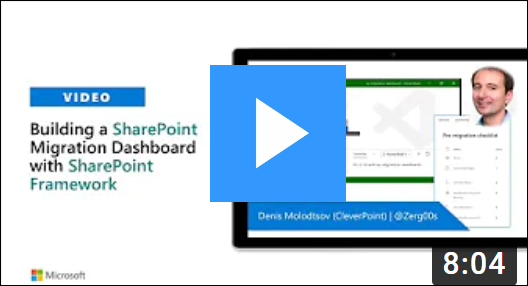 VIDEO
Building a SharePoint
Migration Dashboard
with SharePoint
Framework
Pre migration checklist
Denis Molodtsov (CleverPoint) | @Zerg00s
Microsoft
8:04